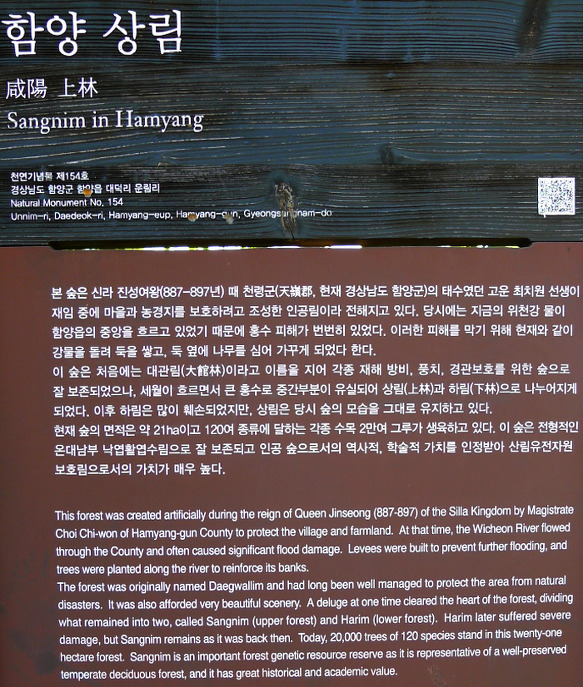 함양 상림
咸陽 上林
Sangnim in Hamyang
천연기념목 제154호
경상남도 함양군 함양읍 대덕리 운림리
Natural Monument No. 154
Unnim-ri, Daedeok-ri, Hamyang-eup, Hamyang-gun, Gyeongsangnam-do
본 숲은 신라 진성여왕(887-897년) 때 천령군(天嶺郡, 현재 경상남도 함양군)의 태수였던 고운 최치원 선생이
재임 중에 마을과 농경지를 보호하려고 조성한 인공림이라 전해지고 있다. 당시에는 지금의 위천강 물이
함양읍의 중앙을 흐르고 있었기 때문에 홍수 피해가 번번히 있었다. 이러한 피해를 막기 위해 현재와 같이
강물을 돌려 둑을 쌓고, 둑 옆에 나무를 심어 가꾸게 되었다 한다.
이 숲은 처음에는 대관림(大館林)이라고 이름을 지어 각종 재해 방비, 풍치, 경관보호를 위한 숲으로
잘 보존되었으나, 세월이 흐르면서 큰 홍수로 중간부분이 유실되어 상림(上林)과 하림(下林)으로 나누어지게
되었다. 이후 하림은 많이 훼손되었지만, 상림은 당시 숲의 모습을 그대로 유지하고 있다.
현재 숲의 면적은 약 21ha이고 120여 종류에 달하는 각종 수목 2만여 그루가 생육하고 있다. 이 숲은 전형적인
온대남부 낙엽활엽수림으로 잘 보존되고 인공 숲으로서의 역사적, 학술적 가치를 인정받아 산림유전자원
보호림으로서의 가치가 매우 높다.
This forest was created artificially during the reign of Queen Jinseong (887-897) of the Silla Kingdom by Magistrate
Choi Chi-won of Hamyang-gun County to protect the village and farmland. At that time, the Wicheon River flowed
through the County and often caused significant flood damage. Levees were built to prevent further flooding, and
trees were planted along the river to reinforce its banks.
The forest was originally named Daegwallim and had long been well managed to protect the area from natural
disasters. It was also afforded very beautiful scenery. A deluge at one time cleared the heart of the forest, dividing
what remained into two, called Sangnim (upper forest) and Harim (lower forest). Harim later suffered severe
damage, but Sangnim remains as it was back then. Today, 20,000 trees of 120 species stand in this twenty-one
hectare forest. Sangnim is an important forest genetic resource reserve as it is representative of a well-preserved
temperate deciduous forest, and it has great historical and academic value.